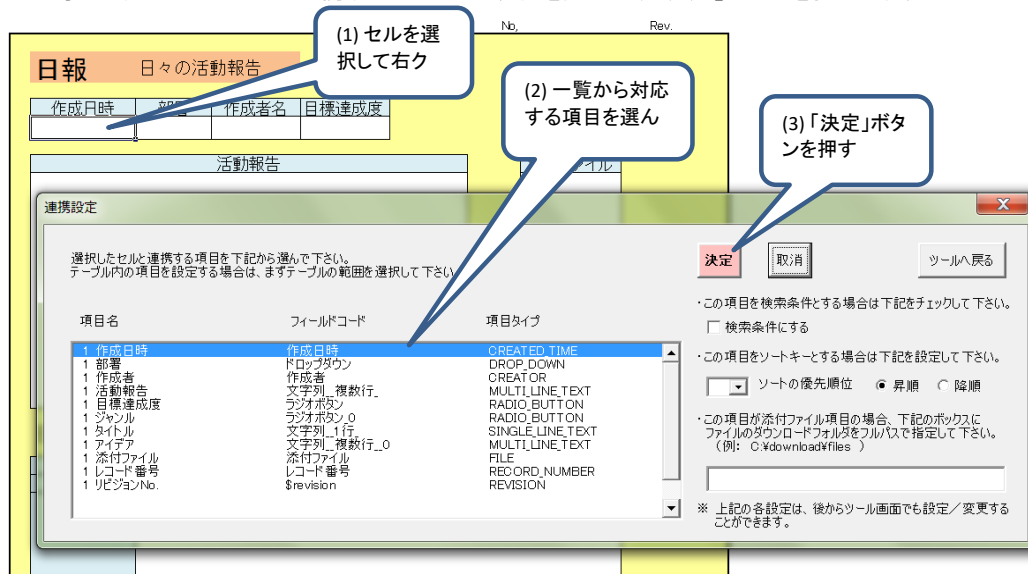 No,
Rev.
(1) セルを選
択して右ク
日報
日々の活動報告
(2) 一覧から対応
する項目を選ん
(3)「決定」ボタ
ンを押す
作成日時
作成者名
目標達成度
活動報告
連携設定
X
選択したセルと連携する項目を下記から選んで下さい。
テーブル内の項目を設定する場合は、まずテーブルの範囲を選択して下さい
決定
取消
ツールへ戻る
・この項目を検索条件とする場合は下記をチェックして下さい。
検索条件にする
項目名
フィールドコード
項目タイプ
1 作成日時 作成日時 CREATED_TIME
1 部署 ドロップダウン DROP_DOWN
1 作成者 作成者 CREATOR
1 活動報告 文字列__複数行_ MULTI_LINE_TEXT
1 目標達成度 ラジオボタン RADIO_BUTTON
1 ジャンル ラジオボタン_0 RADIO_BUTTON
1 タイトル 文字列__1行_ SINGLE_LINE_TEXT
1 アイデア 文字列__複数行__0 MULTI_LINE_TEXT
1 添付ファイル 添付ファイル FILE
1 レコード番号 レコード番号 RECORD_NUMBER
1 リビジョンNo. $revision REVISION
・この項目をソートキーとする場合は下記を設定して下さい。
ソートの優先順位 昇順 降順
・この項目が添付ファイル項目の場合、下記のボックスに
ファイルのダウンロードフォルダをフルパスで指定して下さい。
(例: C:¥download¥files )
※ 上記の各設定は、後からツール画面でも設定／変更する
ことができます。